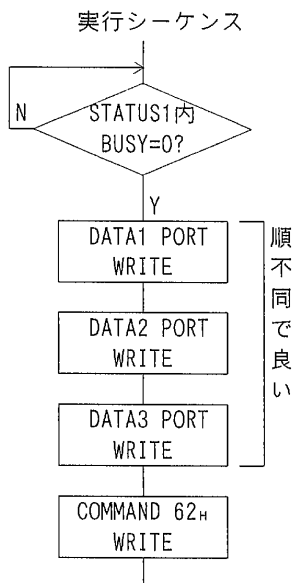 実行シーケンス
N
STATUS1内
BUSY=0?
Y
DATA1 PORT
WRITE
DATA2 PORT
WRITE
DATA3 PORT
WRITE
順不同で良い
COMMAND 62H
WRITE